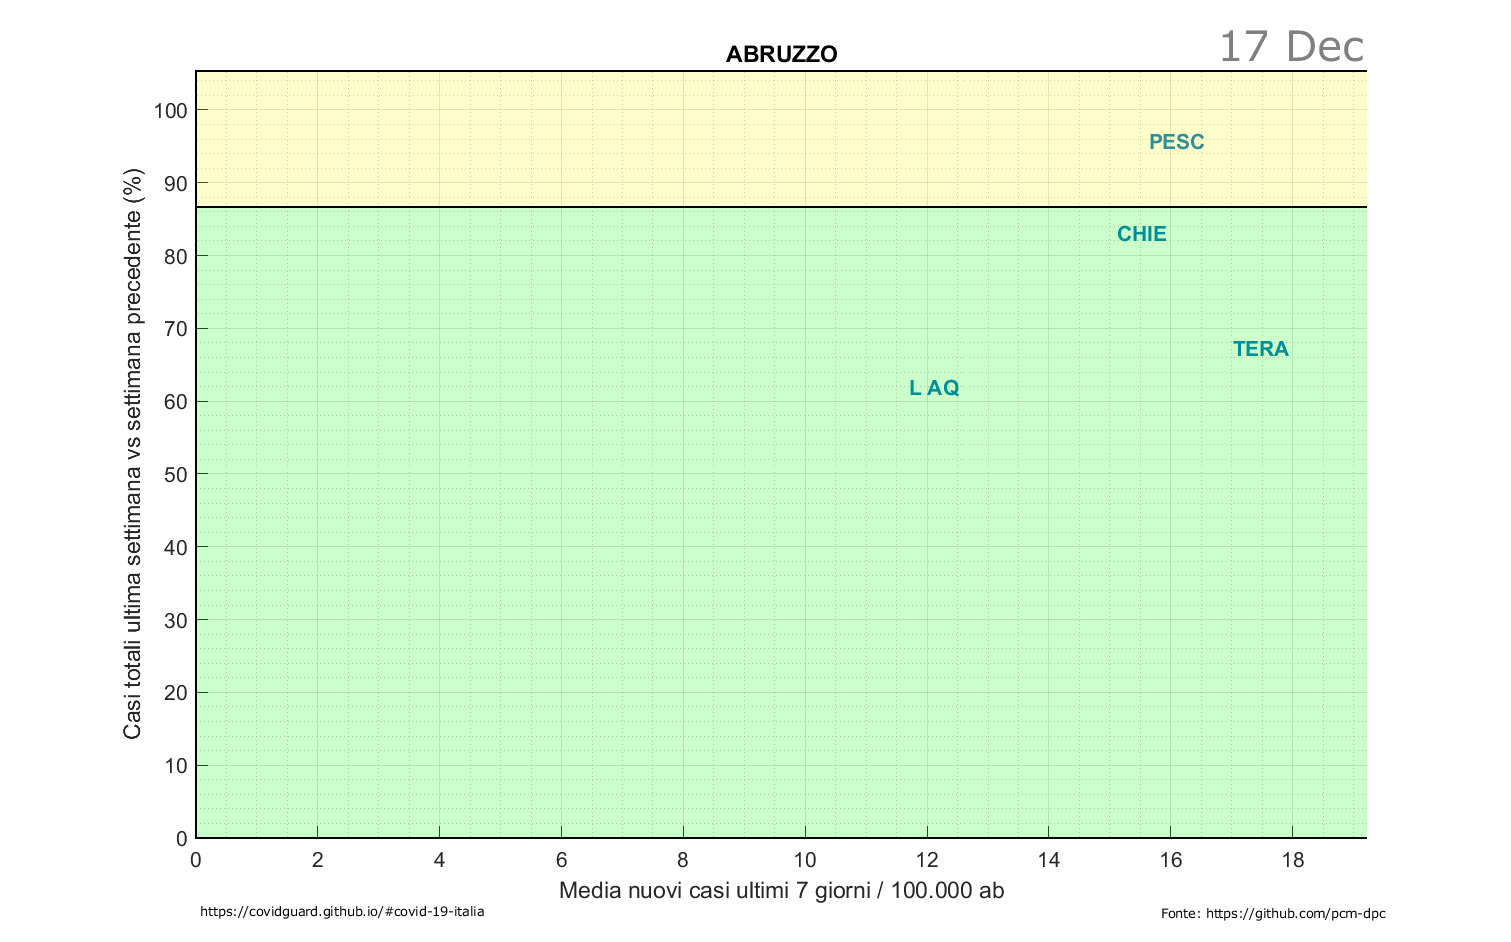 ABRUZZO
17 Dec
100
90
80
70
60
50
40
30
20
10
0
Casi totali ultima settimana vs settimana precedente (%)
PESC
CHIE
TERA
L AQ
0 2 4 6 8 10 12 14 16 18
Media nuovi casi ultimi 7 giorni / 100.000 ab
https://covidguard.github.io/#covid-19-italia
Fonte: https://github.com/pcm-dpc